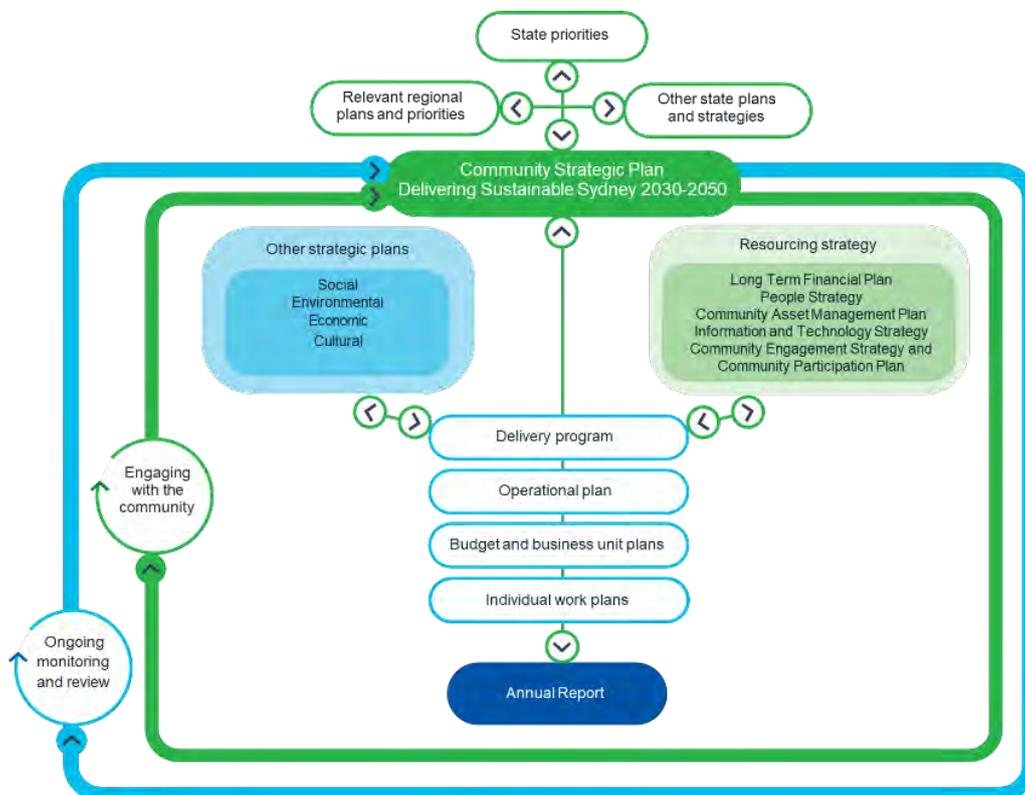 State priorities
Relevant regional
plans and priorities
Other state plans
and strategies
Community Strategic Plan
Delivering Sustainable Sydney 2030-2050
Other strategic plans
Social
Environmental
Economic
Cultural
Resourcing strategy
Long Term Financial Plan
People Strategy
Community Asset Management Plan
Information and Technology Strategy
Community Engagement Strategy and
Community Participation Plan
Delivery program
Engaging
with the
community
Operational plan
Budget and business unit plans
Individual work plans
Ongoing
monitoring
and review
Annual Report